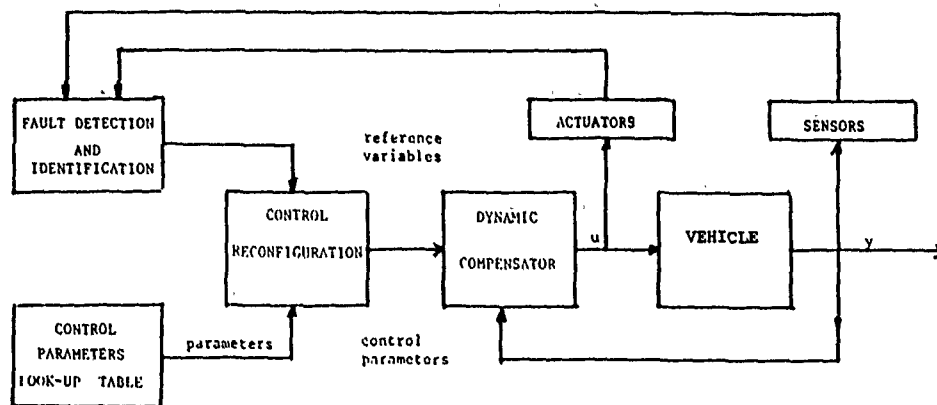 FAULT DETECTION
AND
IDENTIFICATION
reference
variables
ACTUATORS
SENSORS
CONTROL
RECONFIGURATION
DYNAMIC
COMPENSATOR
u
VEHICLE
y
CONTROL
PARAMETERS
LOOK-UP TABLE
parameters
control
parameters